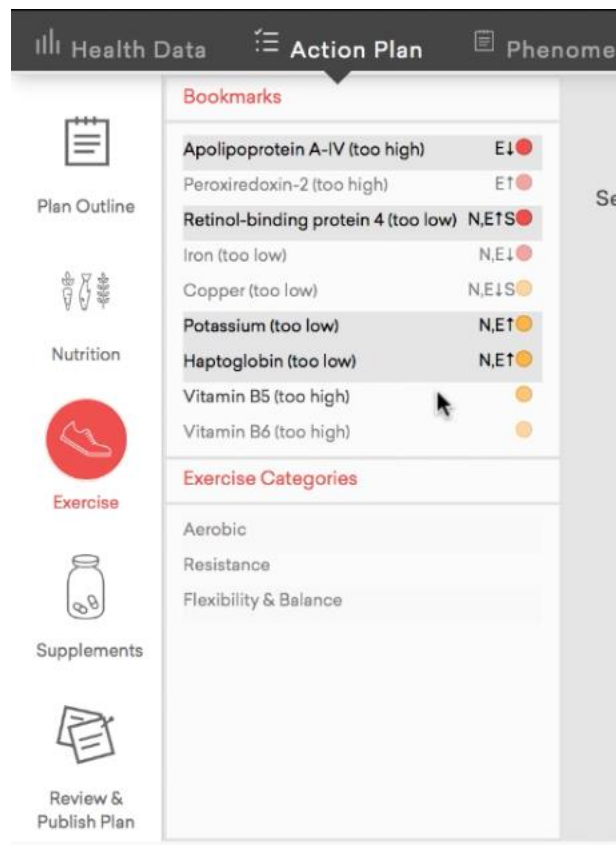 Health Data
Action Plan
Phenome
Plan Outline
Nutrition
Exercise
Supplements
Review &
Publish Plan
Bookmarks
Apolipoprotein A-IV (too high) E↓
Peroxiredoxin-2 (too high) E↑
Retinol-binding protein 4 (too low) N,E↑S
Iron (too low) N,E↓
Copper (too low) N,E↓S
Potassium (too low) N,E↑
Haptoglobin (too low) N,E↑
Vitamin B5 (too high)
Vitamin B6 (too high)
Exercise Categories
Aerobic
Resistance
Flexibility & Balance
Se